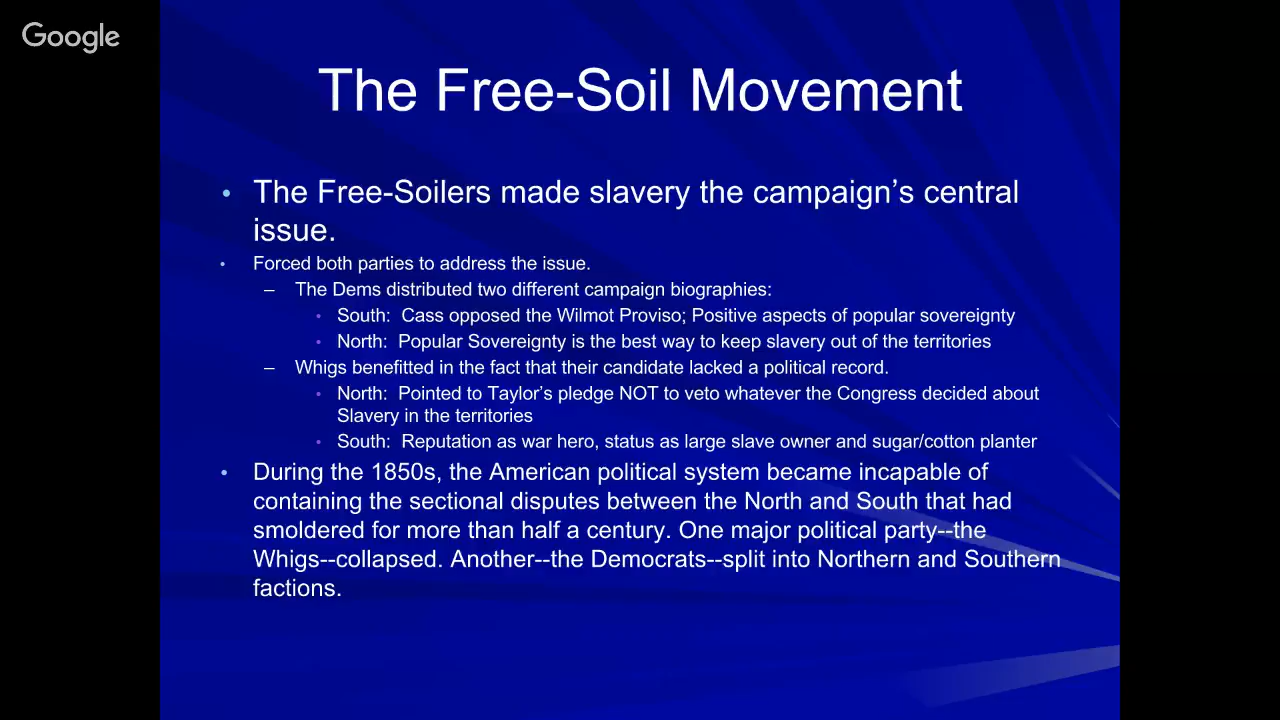 Google
The Free-Soil Movement
• The Free-Soilers made slavery the campaign’s central
issue.
• Forced both parties to address the issue.
– The Dems distributed two different campaign biographies:
• South:  Cass opposed the Wilmot Proviso; Positive aspects of popular sovereignty
• North:  Popular Sovereignty is the best way to keep slavery out of the territories
– Whigs benefitted in the fact that their candidate lacked a political record.
• North:  Pointed to Taylor’s pledge NOT to veto whatever the Congress decided about
Slavery in the territories
• South:  Reputation as war hero, status as large slave owner and sugar/cotton planter
• During the 1850s, the American political system became incapable of
containing the sectional disputes between the North and South that had
smoldered for more than half a century. One major political party--the
Whigs--collapsed. Another--the Democrats--split into Northern and Southern
factions.